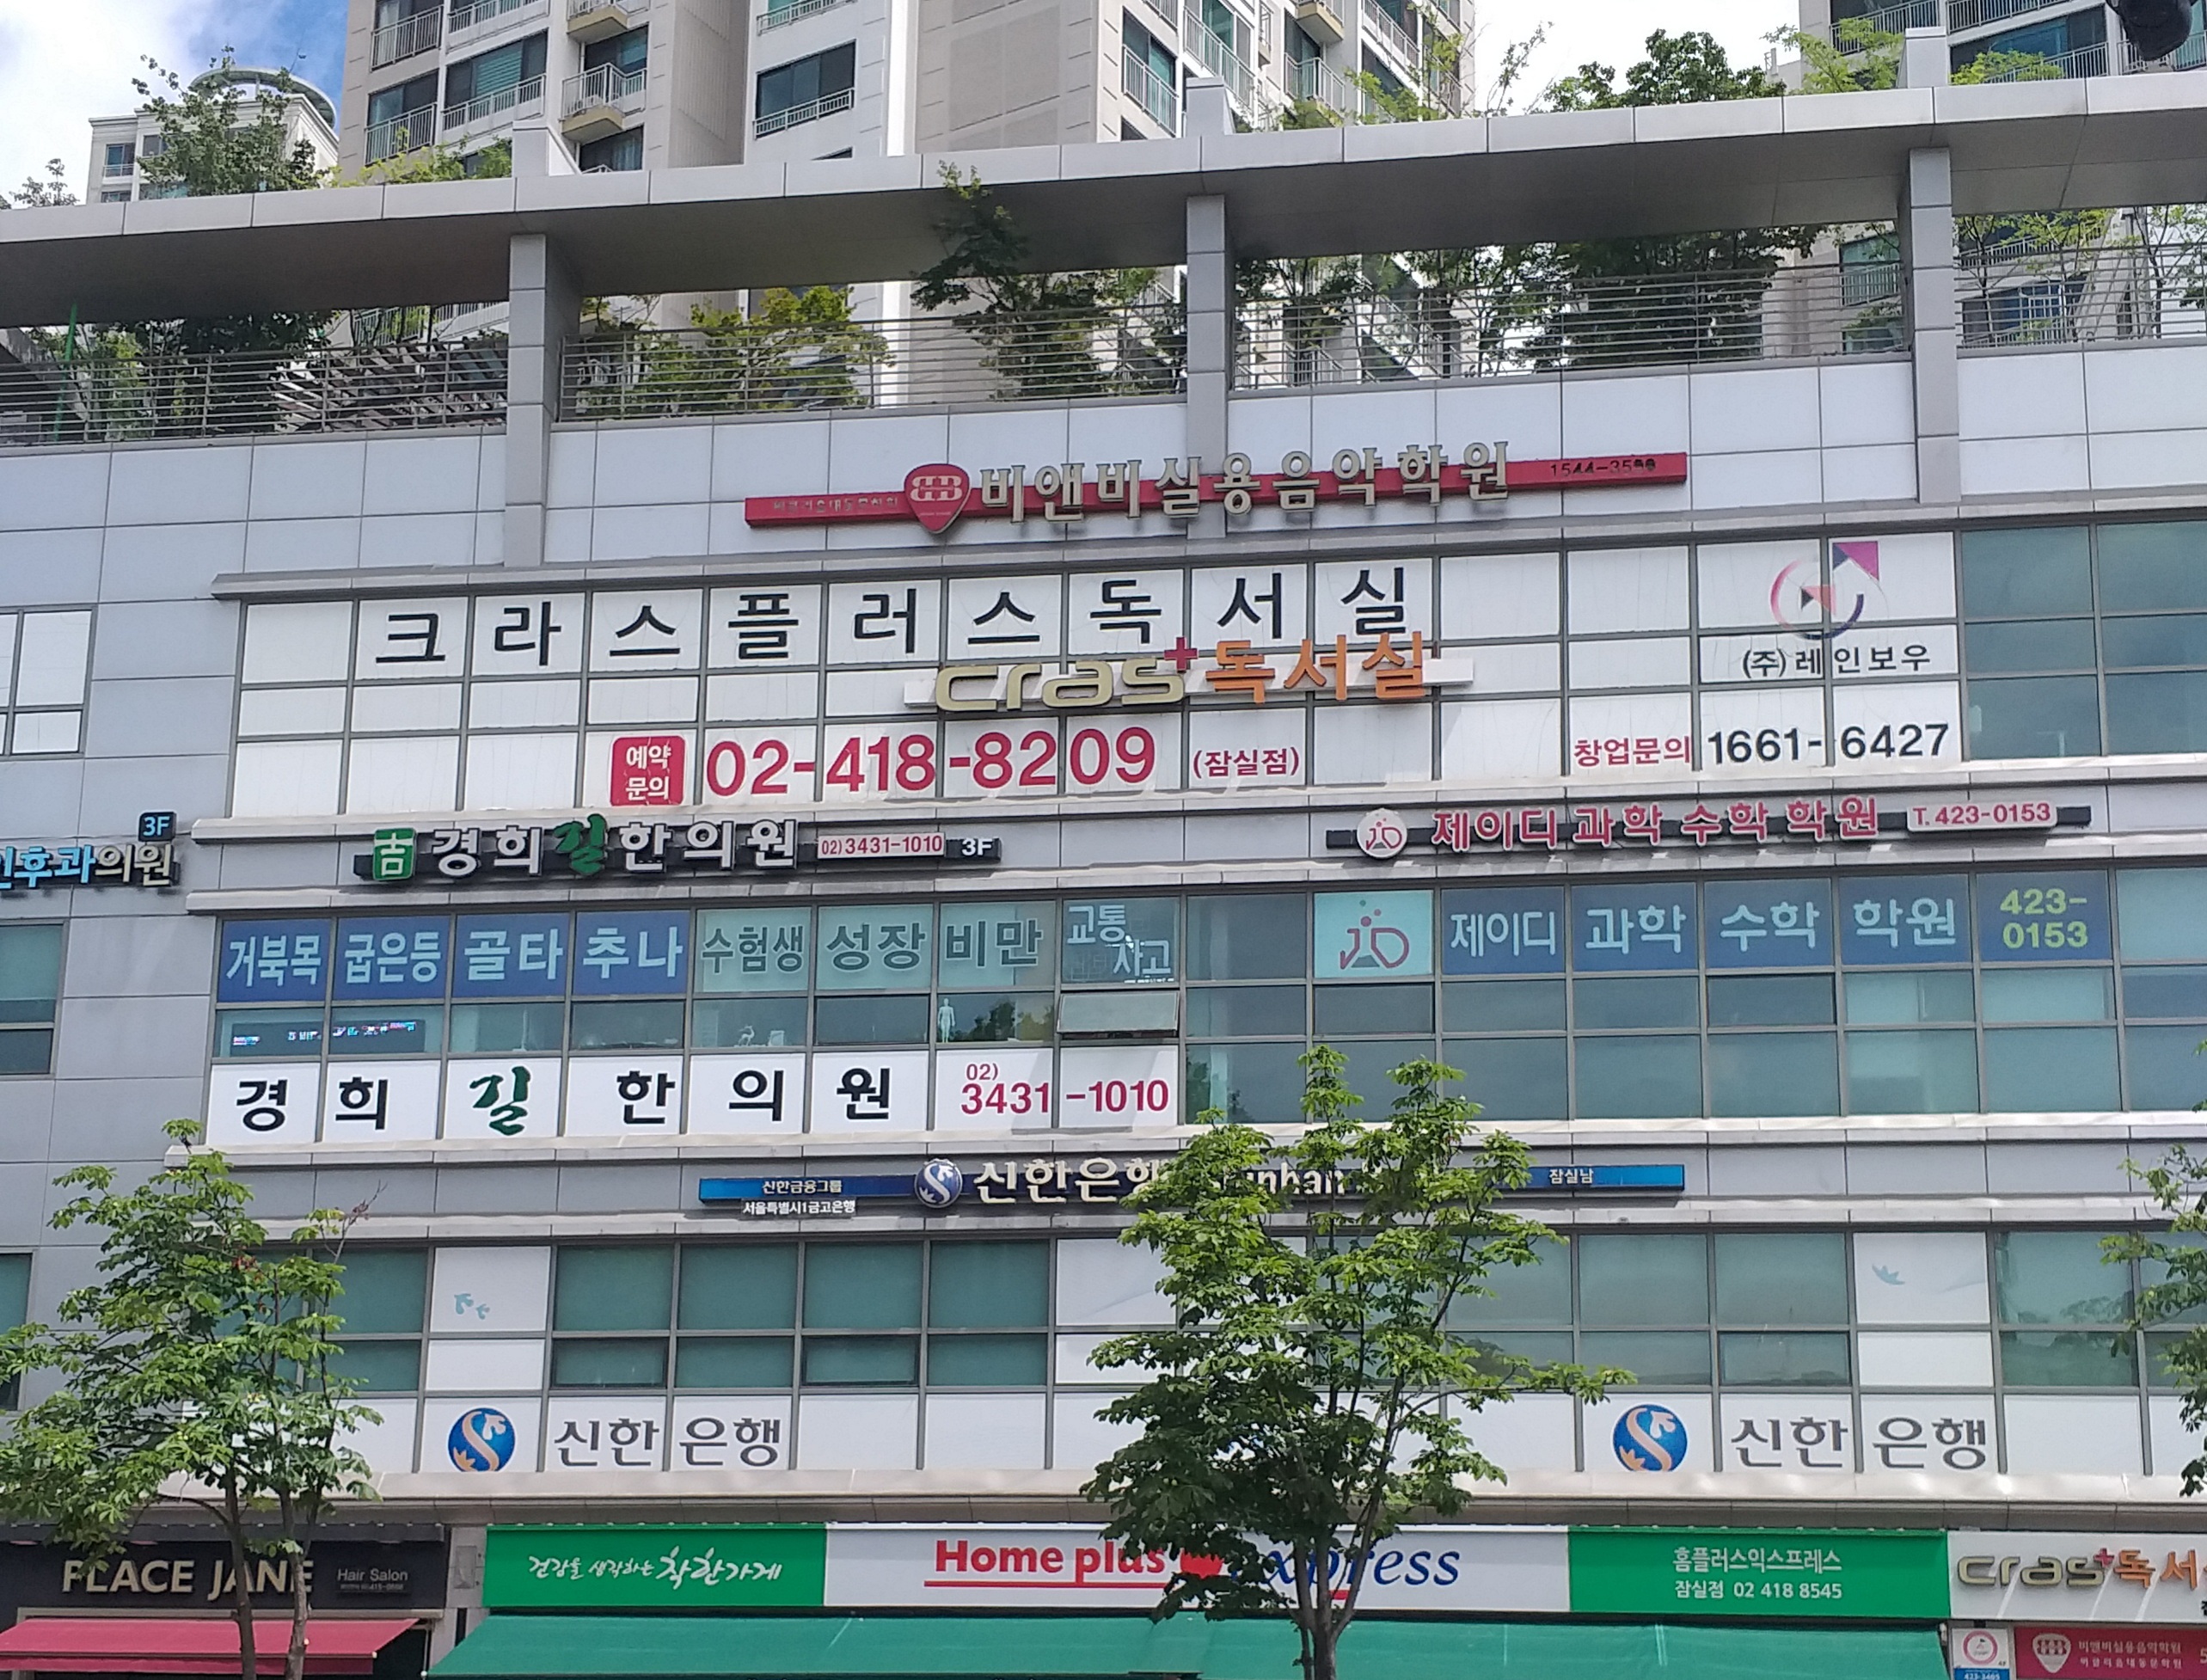 비앤비실용음악학원
크라스플러스독서실
cras+독서실
(주)레인보우
예약문의 02-418-8209 (잠실점)
창업문의 1661-6427
3F
인후과의원
吉 경희길한의원 02)3431-1010 3F
JD 제이디 과학 수학 학원 T. 423-0153
거북목 굽은등 골타 추나 수험생 성장 비만 교통사고
JD 제이디 과학 수학 학원 423-0153
경희길한의원 02)3431-1010
신한금융그룹
서울특별시1금고은행
신한은행
잠실남
신한은행
신한은행
PLACE JANE Hair Salon
건강을 생각하는 착한가게
Home plus express
홈플러스익스프레스
잠실점 02 418 8545
cras+독서
비앤비실용음악학원